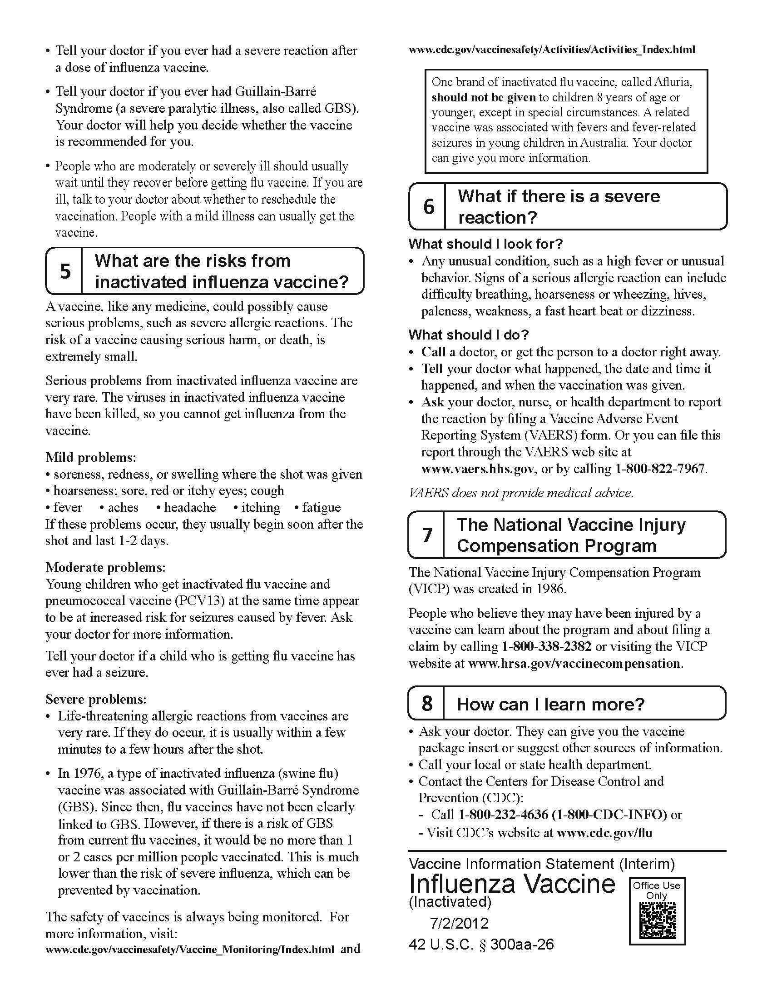 • Tell your doctor if you ever had a severe reaction after
a dose of influenza vaccine.
• Tell your doctor if you ever had Guillain-Barré
Syndrome (a severe paralytic illness, also called GBS).
Your doctor will help you decide whether the vaccine
is recommended for you.
• People who are moderately or severely ill should usually
wait until they recover before getting flu vaccine. If you are
ill, talk to your doctor about whether to reschedule the
vaccination. People with a mild illness can usually get the
vaccine.
5 What are the risks from
inactivated influenza vaccine?
A vaccine, like any medicine, could possibly cause
serious problems, such as severe allergic reactions. The
risk of a vaccine causing serious harm, or death, is
extremely small.
Serious problems from inactivated influenza vaccine are
very rare. The viruses in inactivated influenza vaccine
have been killed, so you cannot get influenza from the
vaccine.
Mild problems:
• soreness, redness, or swelling where the shot was given
• hoarseness; sore, red or itchy eyes; cough
• fever • aches • headache • itching • fatigue
If these problems occur, they usually begin soon after the
shot and last 1-2 days.
Moderate problems:
Young children who get inactivated flu vaccine and
pneumococcal vaccine (PCV13) at the same time appear
to be at increased risk for seizures caused by fever. Ask
your doctor for more information.
Tell your doctor if a child who is getting flu vaccine has
ever had a seizure.
Severe problems:
• Life-threatening allergic reactions from vaccines are
very rare. If they do occur, it is usually within a few
minutes to a few hours after the shot.
• In 1976, a type of inactivated influenza (swine flu)
vaccine was associated with Guillain-Barré Syndrome
(GBS). Since then, flu vaccines have not been clearly
linked to GBS. However, if there is a risk of GBS
from current flu vaccines, it would be no more than 1
or 2 cases per million people vaccinated. This is much
lower than the risk of severe influenza, which can be
prevented by vaccination.
The safety of vaccines is always being monitored. For
more information, visit:
www.cdc.gov/vaccinesafety/Vaccine_Monitoring/Index.html and
www.cdc.gov/vaccinesafety/Activities/Activities_Index.html
One brand of inactivated flu vaccine, called Afluria,
should not be given to children 8 years of age or
younger, except in special circumstances. A related
vaccine was associated with fevers and fever-related
seizures in young children in Australia. Your doctor
can give you more information.
6 What if there is a severe
reaction?
What should I look for?
• Any unusual condition, such as a high fever or unusual
behavior. Signs of a serious allergic reaction can include
difficulty breathing, hoarseness or wheezing, hives,
paleness, weakness, a fast heart beat or dizziness.
What should I do?
• Call a doctor, or get the person to a doctor right away.
• Tell your doctor what happened, the date and time it
happened, and when the vaccination was given.
• Ask your doctor, nurse, or health department to report
the reaction by filing a Vaccine Adverse Event
Reporting System (VAERS) form. Or you can file this
report through the VAERS web site at
www.vaers.hhs.gov, or by calling 1-800-822-7967.
VAERS does not provide medical advice.
7 The National Vaccine Injury
Compensation Program
The National Vaccine Injury Compensation Program
(VICP) was created in 1986.
People who believe they may have been injured by a
vaccine can learn about the program and about filing a
claim by calling 1-800-338-2382 or visiting the VICP
website at www.hrsa.gov/vaccinecompensation.
8 How can I learn more?
• Ask your doctor. They can give you the vaccine
package insert or suggest other sources of information.
• Call your local or state health department.
• Contact the Centers for Disease Control and
Prevention (CDC):
- Call 1-800-232-4636 (1-800-CDC-INFO) or
- Visit CDC’s website at www.cdc.gov/flu
Vaccine Information Statement (Interim)
Influenza Vaccine
(Inactivated)
7/2/2012
42 U.S.C. § 300aa-26
Office Use
Only